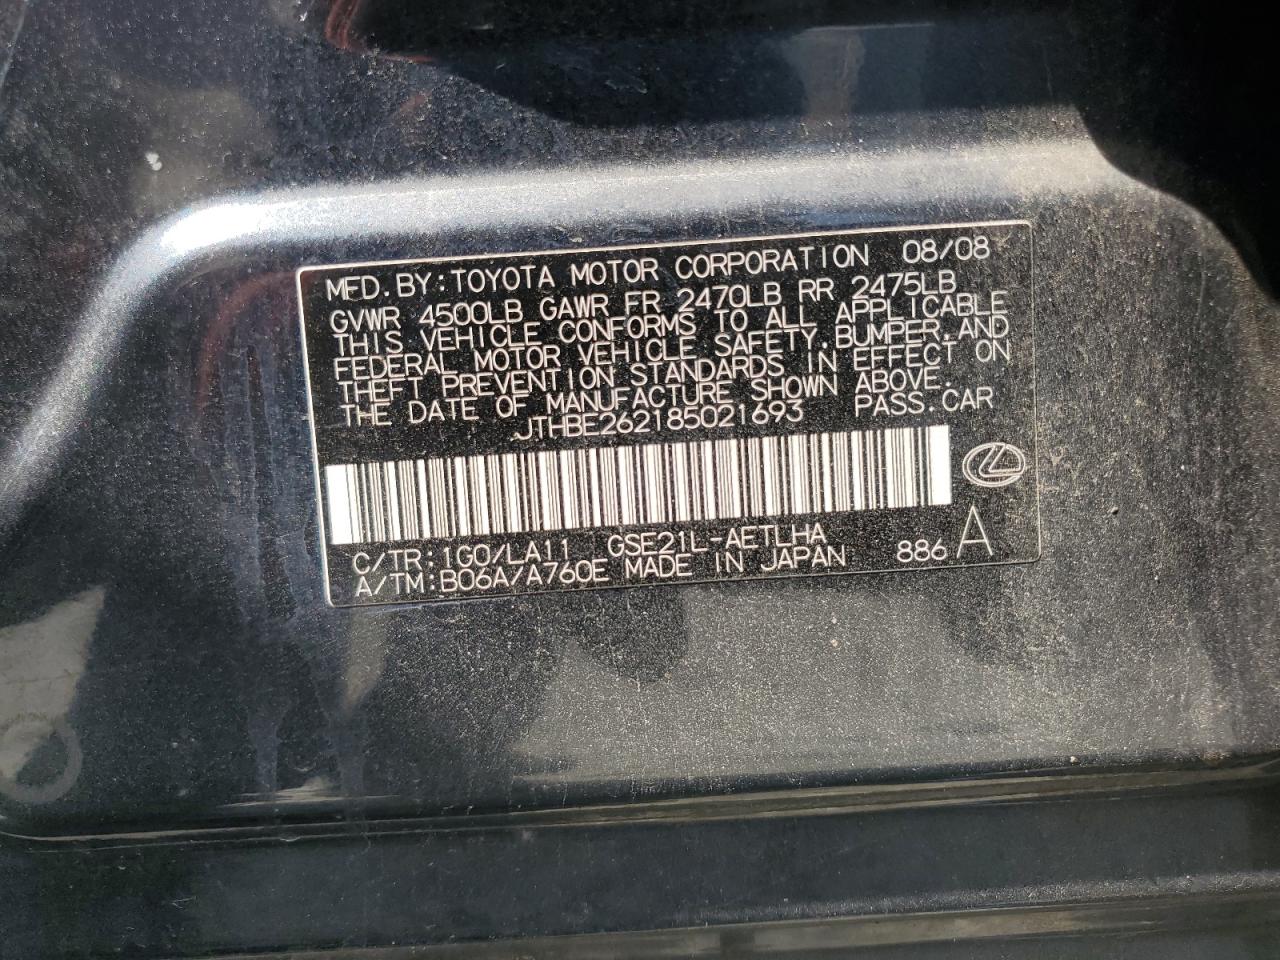 MFD. BY: TOYOTA MOTOR CORPORATION 08/08
GVWR 4500LB GAWR FR 2470LB RR 2475LB
THIS VEHICLE CONFORMS TO ALL APPLICABLE
FEDERAL MOTOR VEHICLE SAFETY, BUMPER, AND
THEFT PREVENTION STANDARDS IN EFFECT ON
THE DATE OF MANUFACTURE SHOWN ABOVE.
JTHBE262185021693 PASS. CAR
C/TR: 1G0/LA11 GSE21L-AETLHA
A/TM: B06A/A760E MADE IN JAPAN 886 A